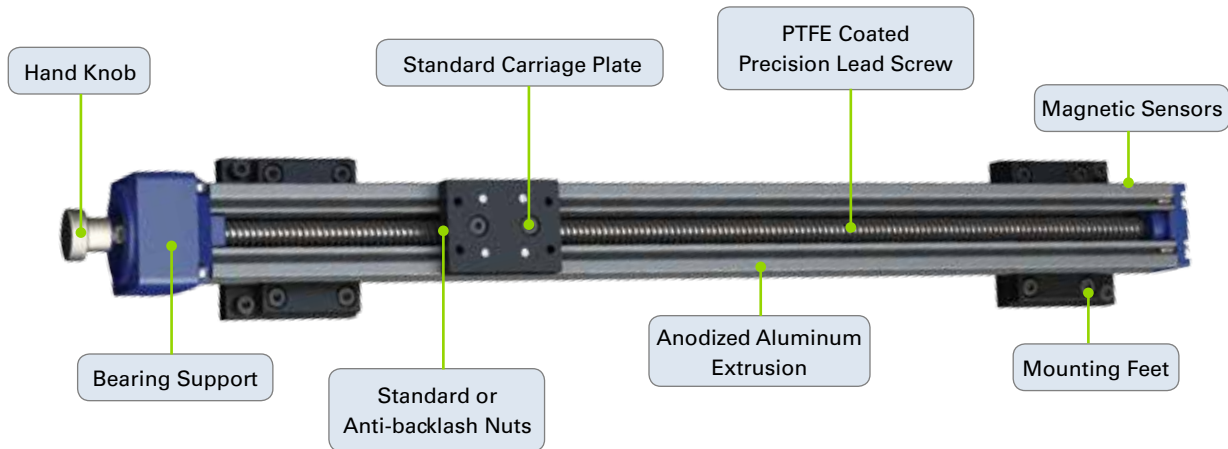 Hand Knob
Standard Carriage Plate
PTFE Coated
Precision Lead Screw
Magnetic Sensors
Bearing Support
Standard or
Anti-backlash Nuts
Anodized Aluminum
Extrusion
Mounting Feet